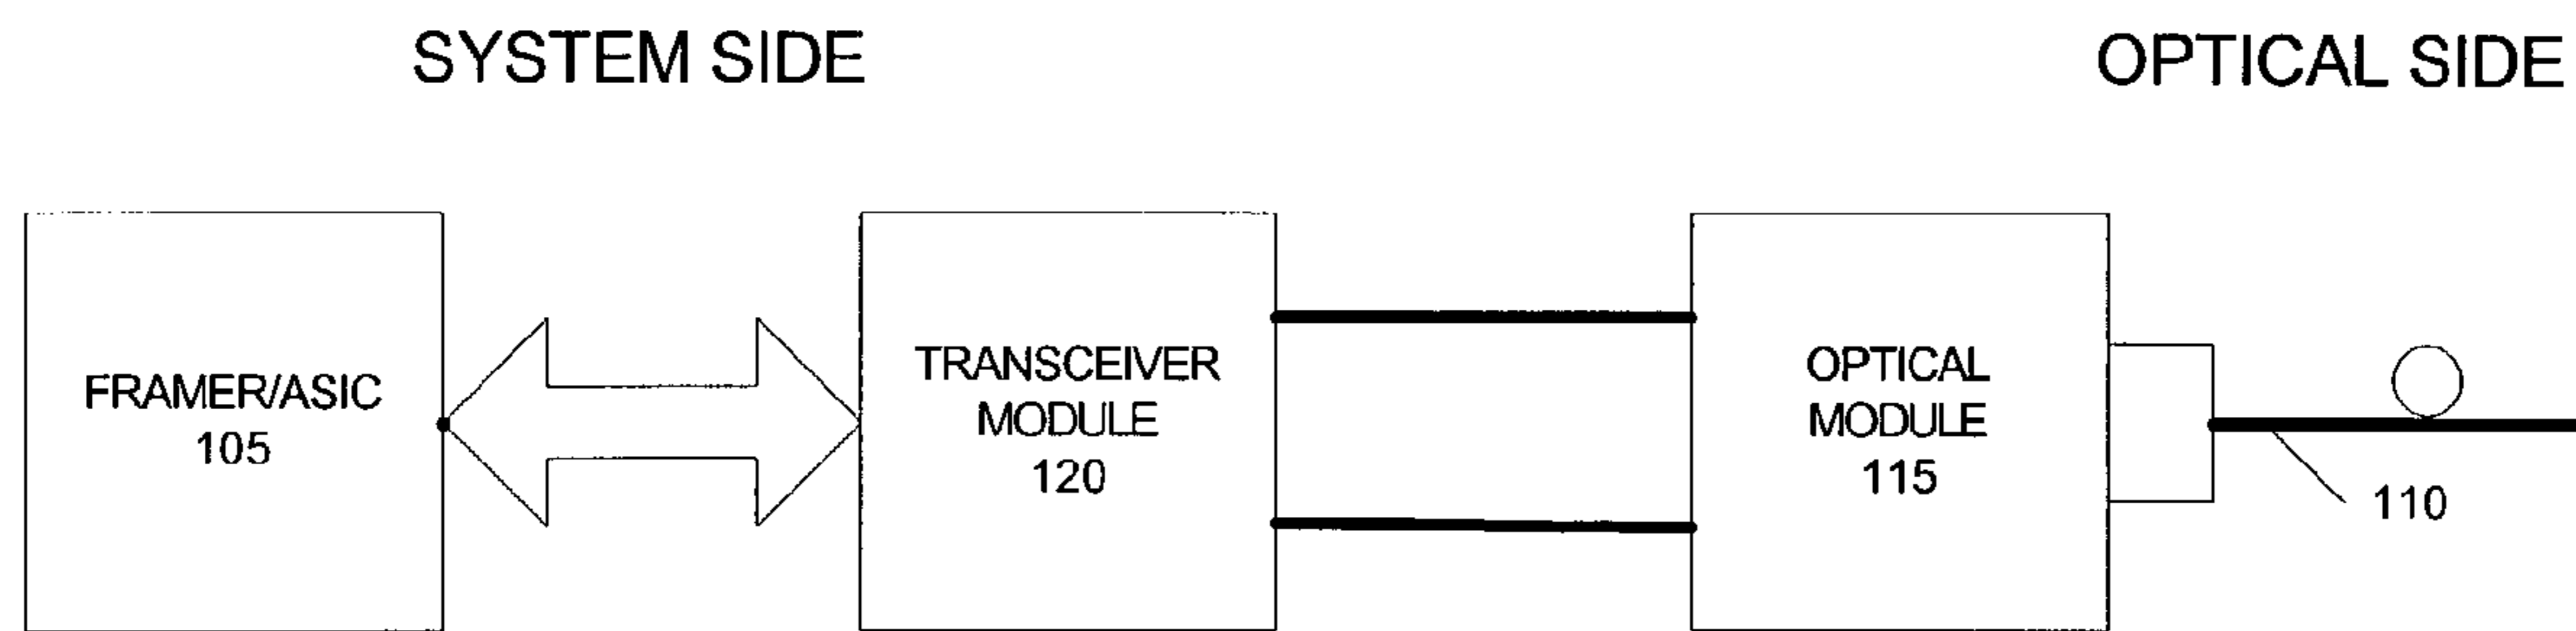 SYSTEM SIDE
OPTICAL SIDE
FRAMER/ASIC
105
TRANSCEIVER
MODULE
120
OPTICAL
MODULE
115
110